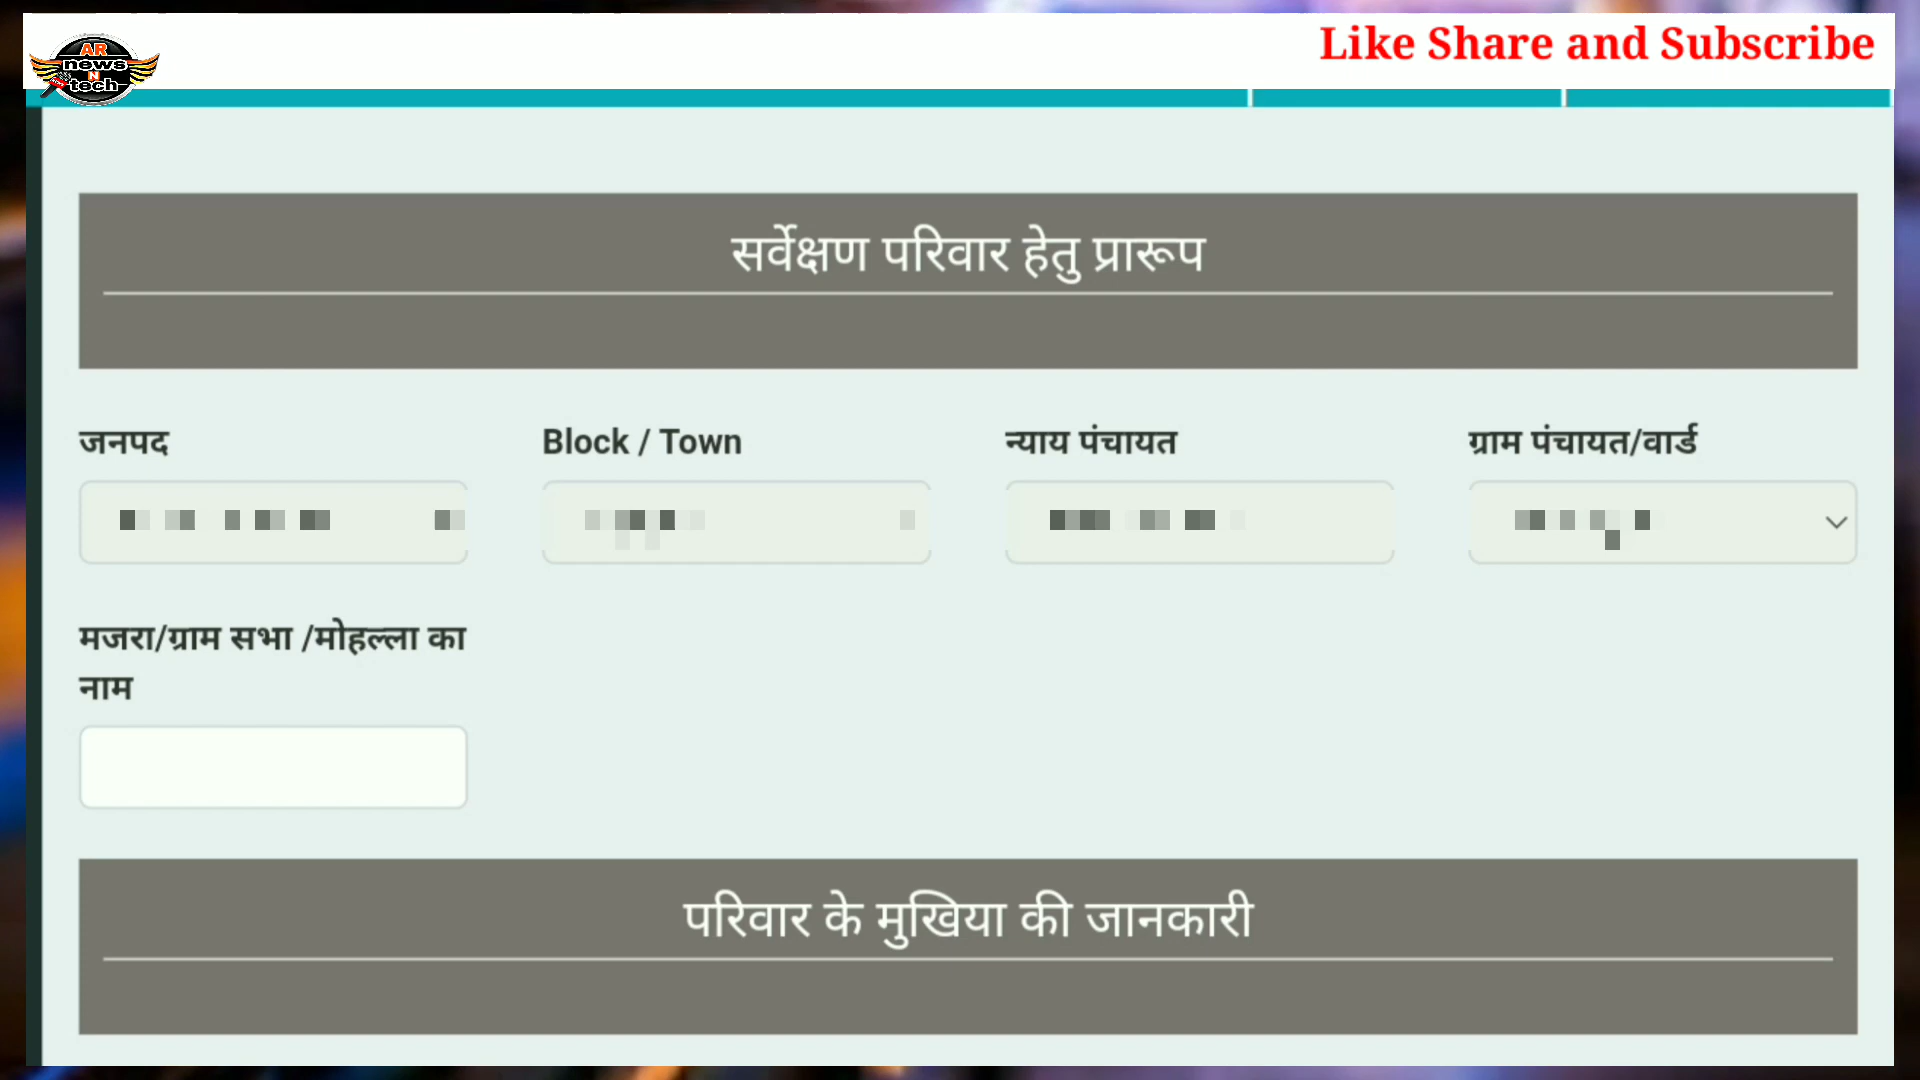 Like Share and Subscribe
AR
news
N
tech
सर्वेक्षण परिवार हेतु प्रारूप
जनपद
Block / Town
न्याय पंचायत
ग्राम पंचायत/वार्ड
मजरा/ग्राम सभा /मोहल्ला का
नाम
परिवार के मुखिया की जानकारी